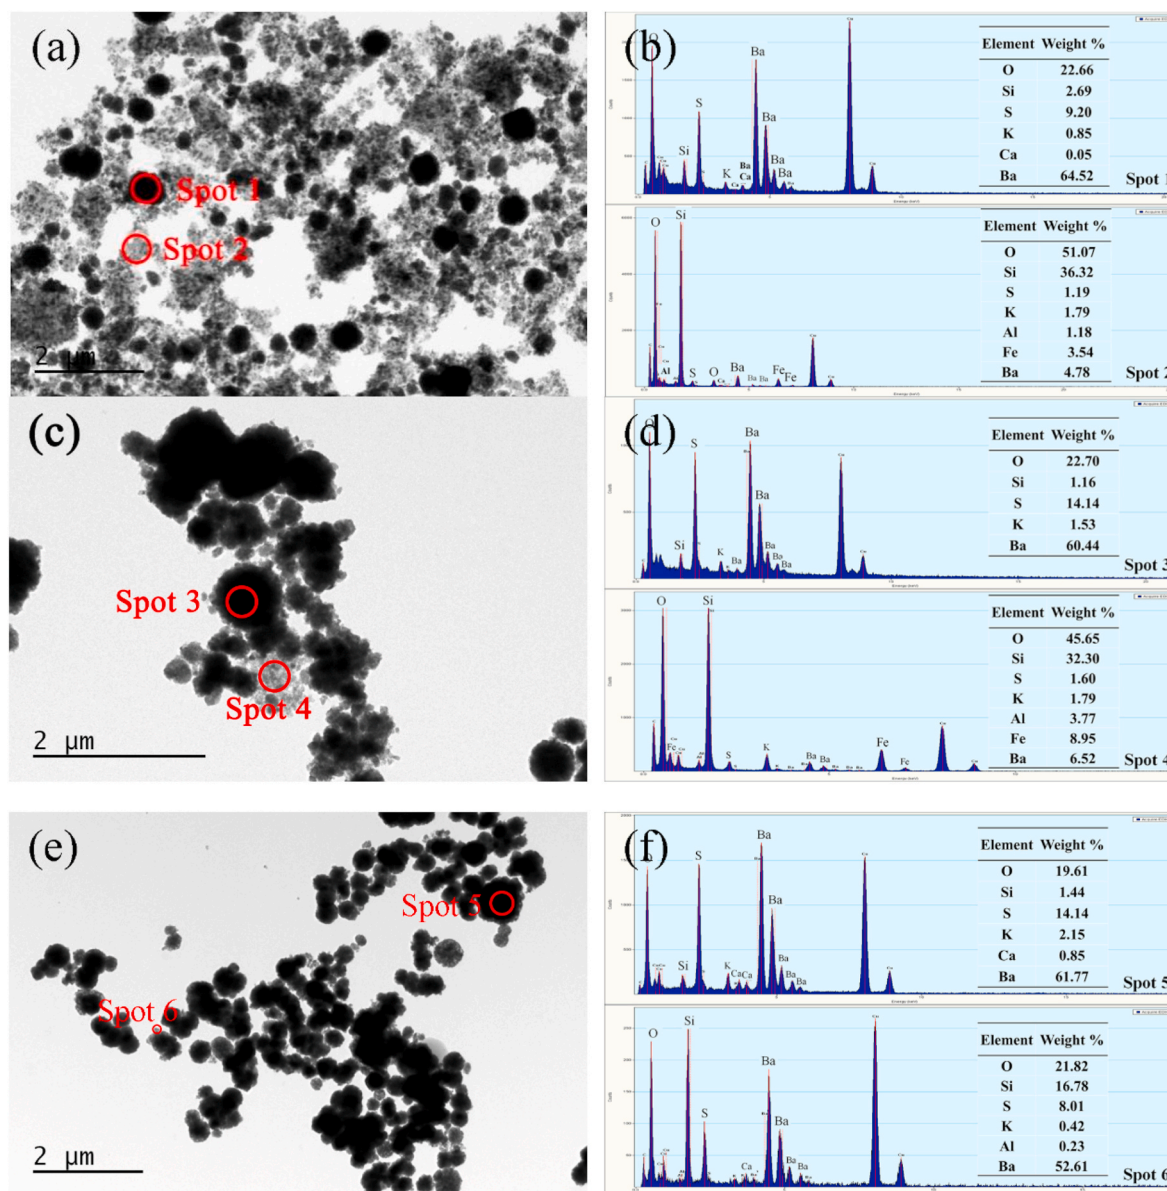 (a)
Spot 1
Spot 2
2 μm
(b)
O
Si
S
K
Ba
Ca
Ba
Ba
Ba
Element Weight %
O 22.66
Si 2.69
S 9.20
K 0.85
Ca 0.05
Ba 64.52
Spot 1
O
Si
Al
S
O
Ba
Fe
Fe
Element Weight %
O 51.07
Si 36.32
S 1.19
K 1.79
Al 1.18
Fe 3.54
Ba 4.78
Spot 2
(c)
Spot 3
Spot 4
2 μm
(d)
Si
S
K
Ba
Ba
Ba
Ba
Element Weight %
O 22.70
Si 1.16
S 14.14
K 1.53
Ba 60.44
Spot 3
O
Fe
Si
S
K
Ba
Ba
Fe
Fe
Element Weight %
O 45.65
Si 32.30
S 1.60
K 1.79
Al 3.77
Fe 8.95
Ba 6.52
Spot 4
(e)
Spot 5
Spot 6
2 μm
(f)
Si
S
K
Ca
Ca
Ba
Ba
Ba
Ba
Ba
Element Weight %
O 19.61
Si 1.44
S 14.14
K 2.15
Ca 0.85
Ba 61.77
Spot 5
O
Si
S
Ca
Ba
Ba
Ba
Ba
Element Weight %
O 21.82
Si 16.78
S 8.01
K 0.42
Al 0.23
Ba 52.61
Spot 6